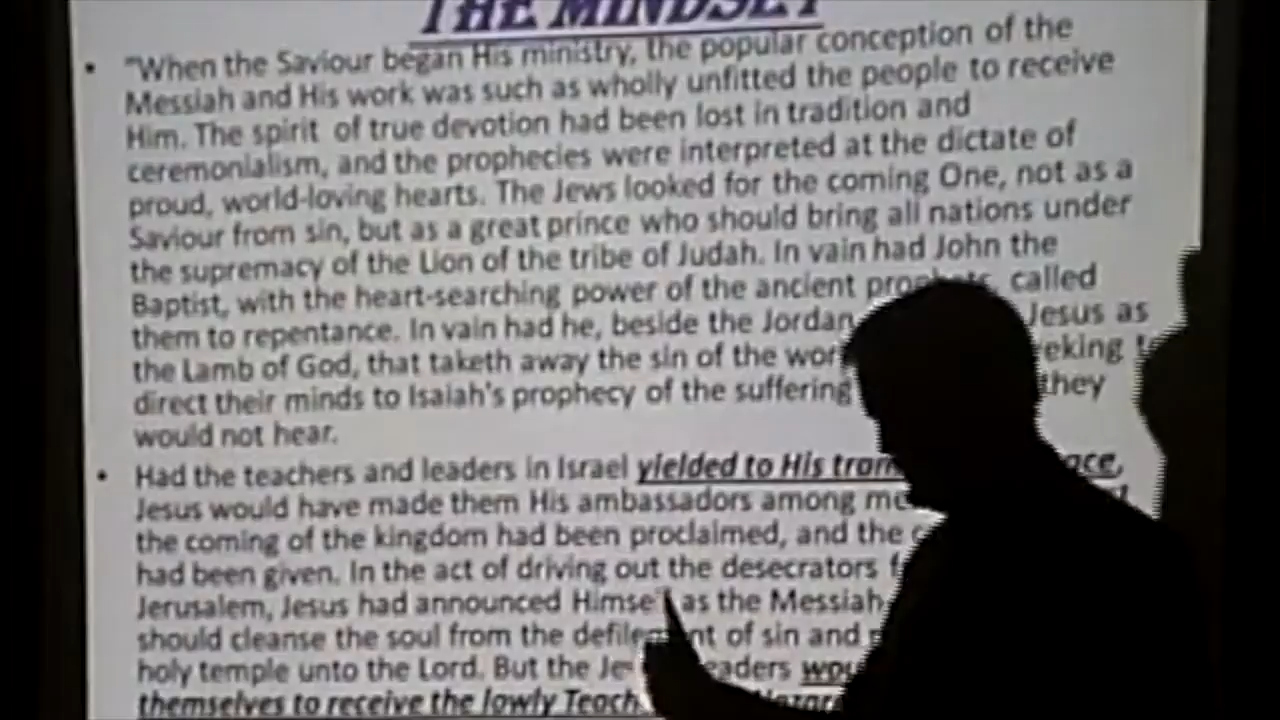 THE MINDSET
• "When the Saviour began His ministry, the popular conception of the
Messiah and His work was such as wholly unfitted the people to receive
Him. The spirit of true devotion had been lost in tradition and
ceremonialism, and the prophecies were interpreted at the dictate of
proud, world-loving hearts. The Jews looked for the coming One, not as a
Saviour from sin, but as a great prince who should bring all nations under
the supremacy of the Lion of the tribe of Judah. In vain had John the
Baptist, with the heart-searching power of the ancient prophets, called
them to repentance. In vain had he, beside the Jordan, Jesus as
the Lamb of God, that taketh away the sin of the
direct their minds to Isaiah's prophecy of the suffering they
would not hear.
• Had the teachers and leaders in Israel yielded to His
Jesus would have made them His ambassadors among
the coming of the kingdom had been proclaimed, and the
had been given. In the act of driving out the desecrators
Jerusalem, Jesus had announced Himself as the Messiah
should cleanse the soul from the defilement of sin and
holy temple unto the Lord. But the
themselves to receive the lowly